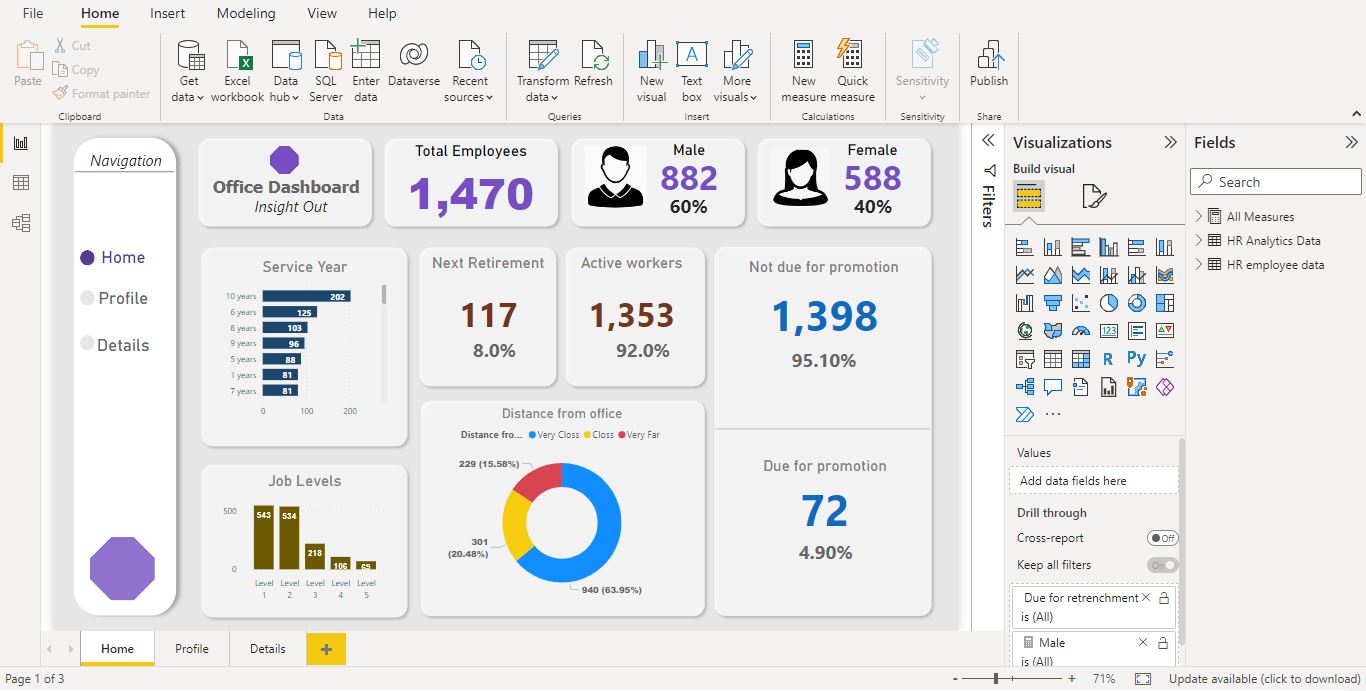 File Home Insert Modeling View Help
Paste
Cut
Copy
Format painter
Clipboard
Get data
Excel workbook
Data hub
SQL Server
Enter data
Dataverse
Recent sources
Data
Transform data
Refresh
Queries
New visual
Text box
More visuals
Insert
New measure
Quick measure
Calculations
Sensitivity
Sensitivity
Publish
Share
Navigation
Home
Profile
Details
Office Dashboard
Insight Out
Total Employees
1,470
Male
882
60%
Female
588
40%
Service Year
10 years 202
6 years 125
8 years 103
9 years 96
5 years 88
1 years 81
7 years 81
0 100 200
Next Retirement
117
8.0%
Active workers
1,353
92.0%
Not due for promotion
1,398
95.10%
Due for promotion
72
4.90%
Job Levels
500
0
543 534 218 106 69
Level 1
Level 2
Level 3
Level 4
Level 5
Distance from office
Distance fro... Very Closs Closs Very Far
229 (15.58%)
301
(20.48%)
940 (63.95%)
Filters
Visualizations
Build visual
123
R
Py
...
Values
Add data fields here
Drill through
Cross-report Off
Keep all filters On
Due for retrenchment
is (All)
Male
is (All)
Fields
Search
All Measures
HR Analytics Data
HR employee data
Home Profile Details +
Page 1 of 3
- + 71%
Update available (click to download)